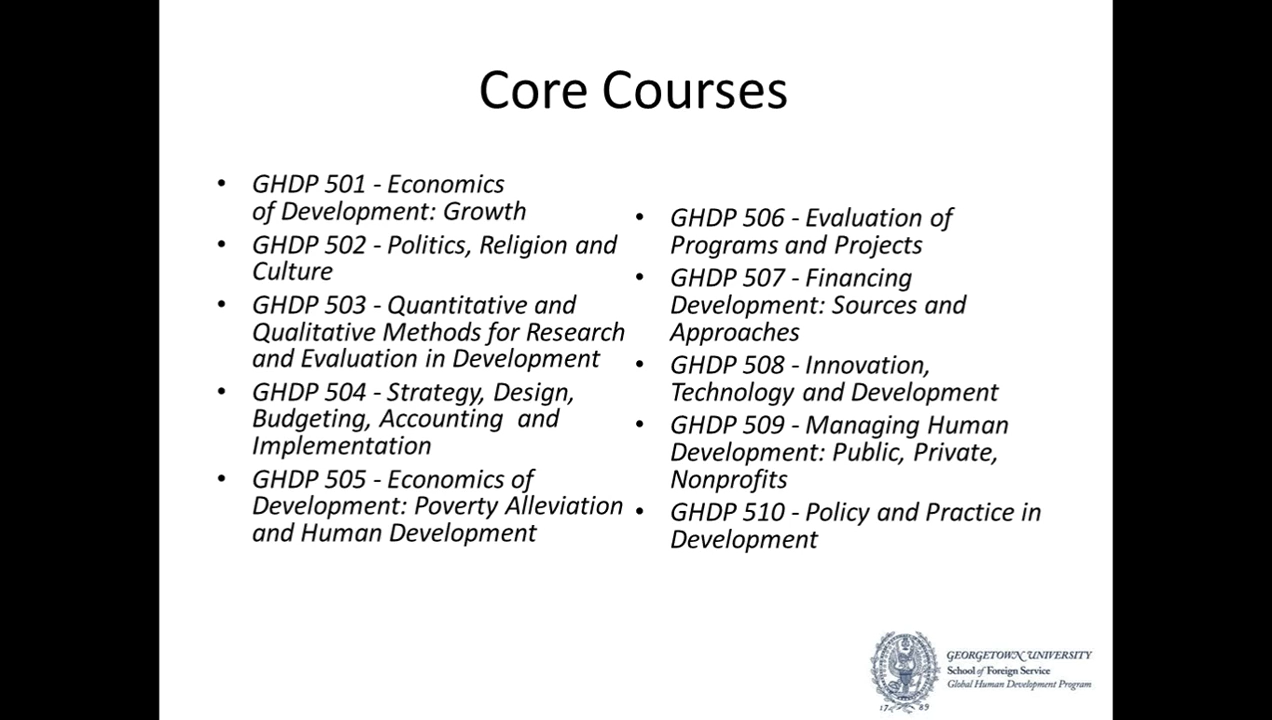 Core Courses
• GHDP 501 - Economics
of Development: Growth
• GHDP 502 - Politics, Religion and
Culture
• GHDP 503 - Quantitative and
Qualitative Methods for Research
and Evaluation in Development
• GHDP 504 - Strategy, Design,
Budgeting, Accounting  and
Implementation
• GHDP 505 - Economics of
Development: Poverty Alleviation
and Human Development
• GHDP 506 - Evaluation of
Programs and Projects
• GHDP 507 - Financing
Development: Sources and
Approaches
• GHDP 508 - Innovation,
Technology and Development
• GHDP 509 - Managing Human
Development: Public, Private,
Nonprofits
• GHDP 510 - Policy and Practice in
Development
GEORGETOWN UNIVERSITY
School of Foreign Service
Global Human Development Program
17 89